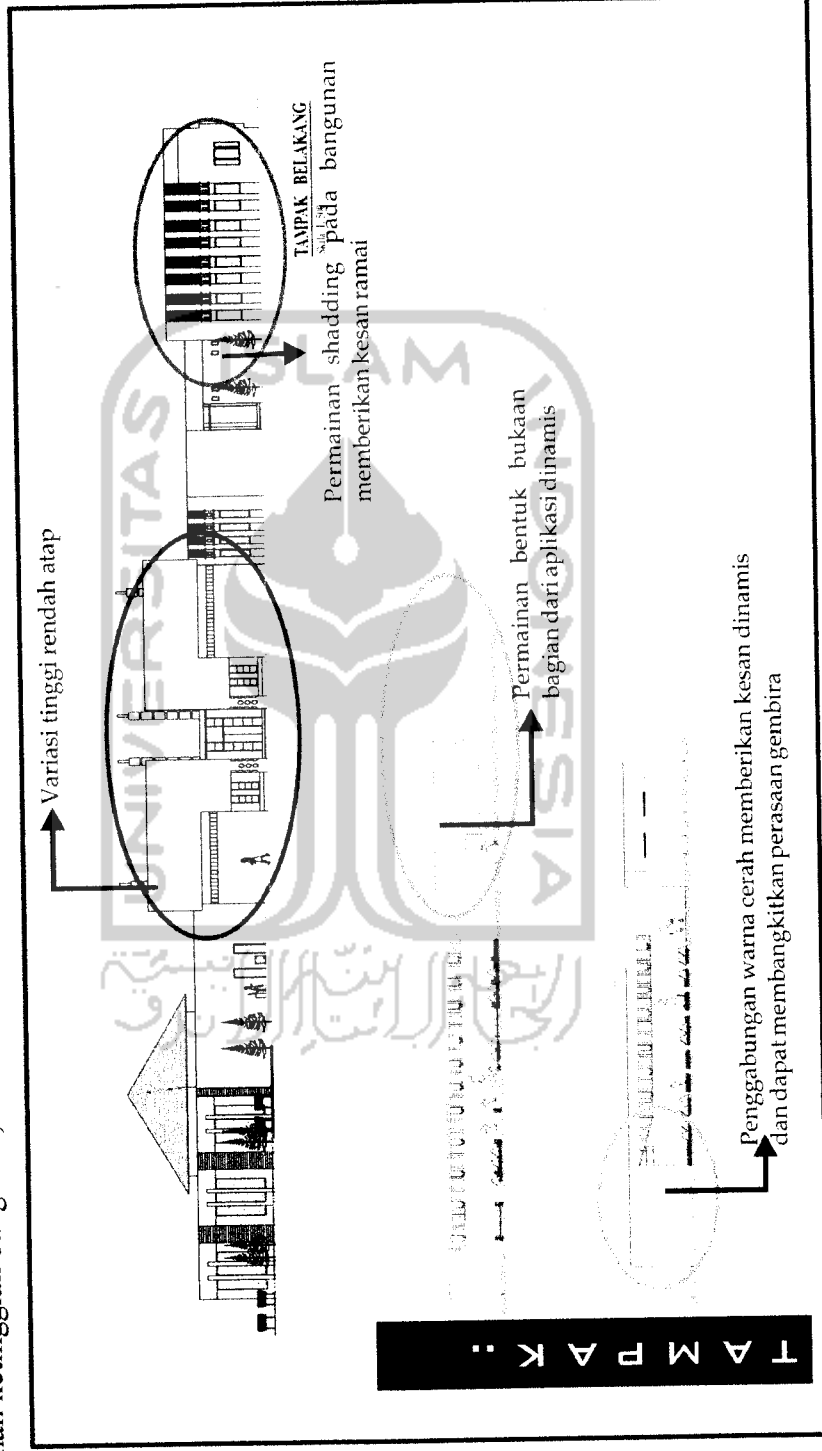 Variasi tinggi rendah atap
TAMPAK BELAKANG
Permainan shadding pada bangunan
memberikan kesan ramai
Permainan bentuk bukaan
bagian dari aplikasi dinamis
Penggabungan warna cerah memberikan kesan dinamis
dan dapat membangkitkan perasaan gembira
TAMPAK..
UNIVERSITAS
ISLAM
INDONESIA